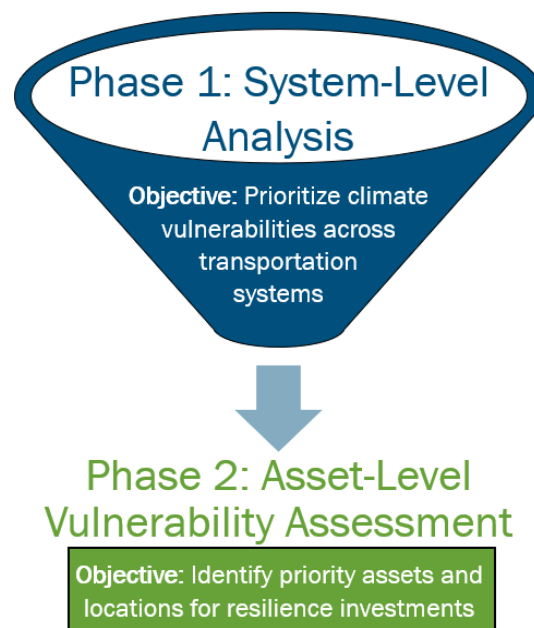 Phase 1: System-Level
Analysis
Objective: Prioritize climate
vulnerabilities across
transportation
systems
Phase 2: Asset-Level
Vulnerability Assessment
Objective: Identify priority assets and
locations for resilience investments